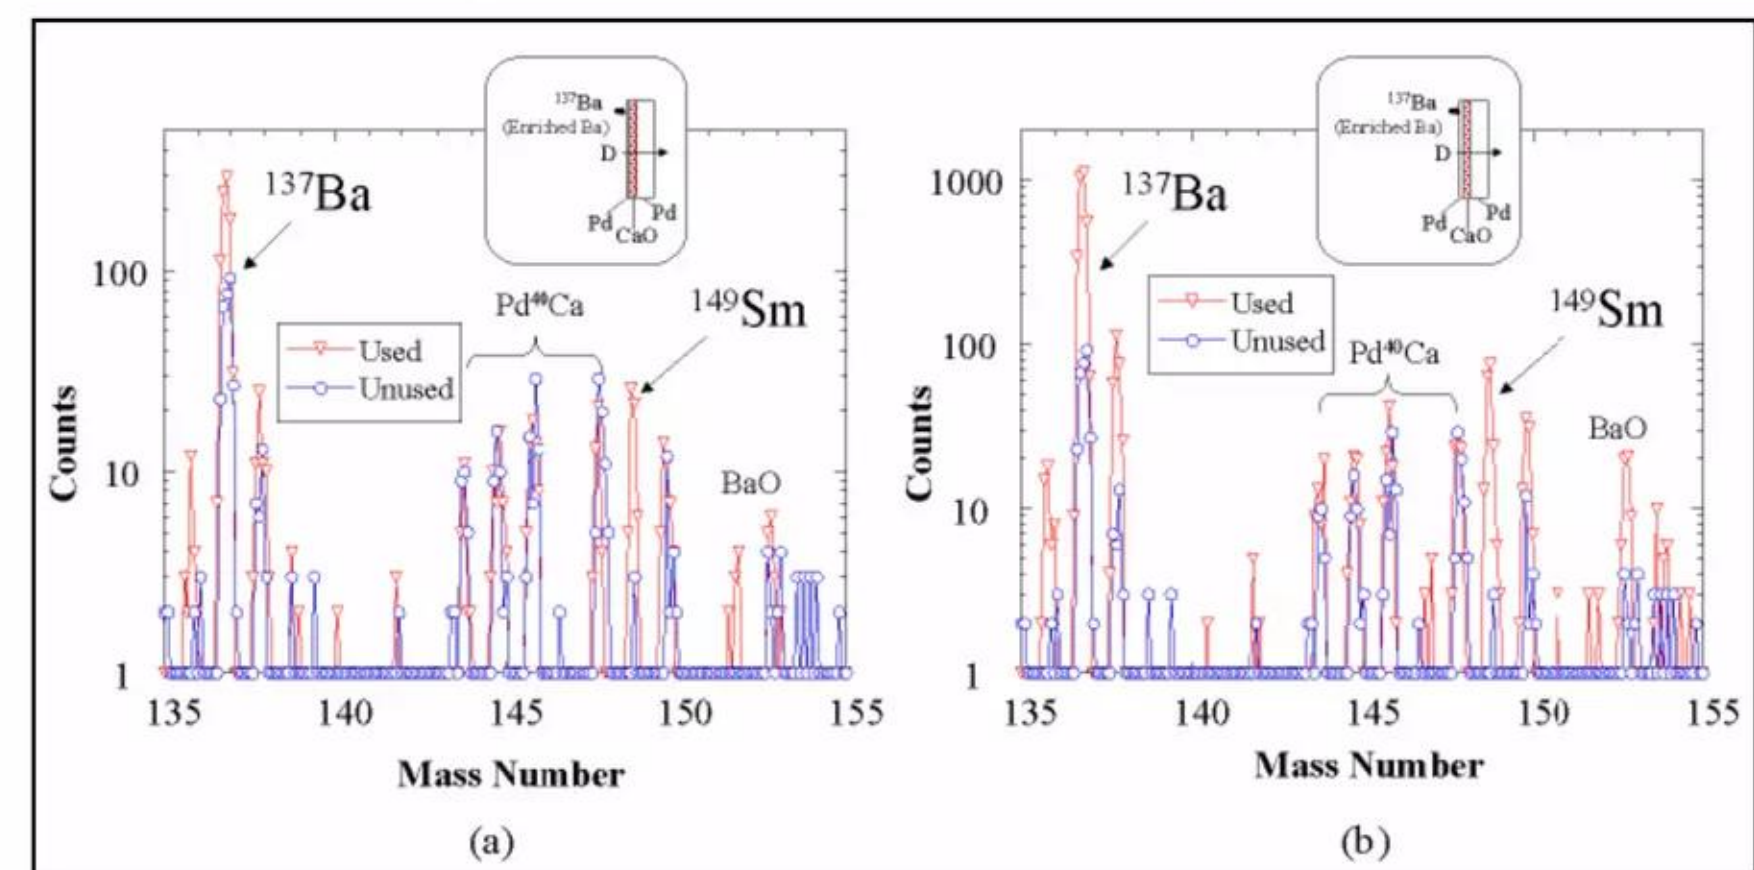 ¹³⁷Ba
(Enriched Ba)
D
Pd
Pd
CaO
¹³⁷Ba
100
10
1
Counts
Used
Unused
Pd⁴⁰Ca
¹⁴⁹Sm
BaO
135 140 145 150 155
Mass Number
(a)
¹³⁷Ba
(Enriched Ba)
D
Pd
Pd
CaO
¹³⁷Ba
1000
100
10
1
Counts
Used
Unused
Pd⁴⁰Ca
¹⁴⁹Sm
BaO
135 140 145 150 155
Mass Number
(b)